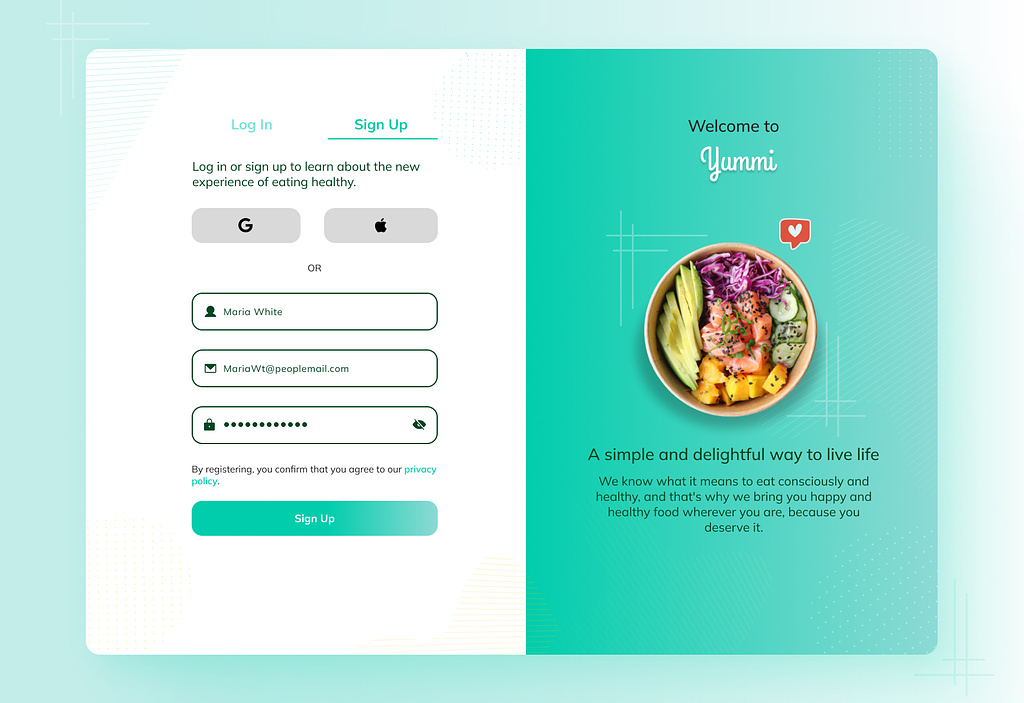 Log In
Sign Up
Log in or sign up to learn about the new
experience of eating healthy.
G
OR
Maria White
MariaWt@peoplemail.com
By registering, you confirm that you agree to our privacy
policy.
Sign Up
Welcome to
Yummi
A simple and delightful way to live life
We know what it means to eat consciously and
healthy, and that's why we bring you happy and
healthy food wherever you are, because you
deserve it.